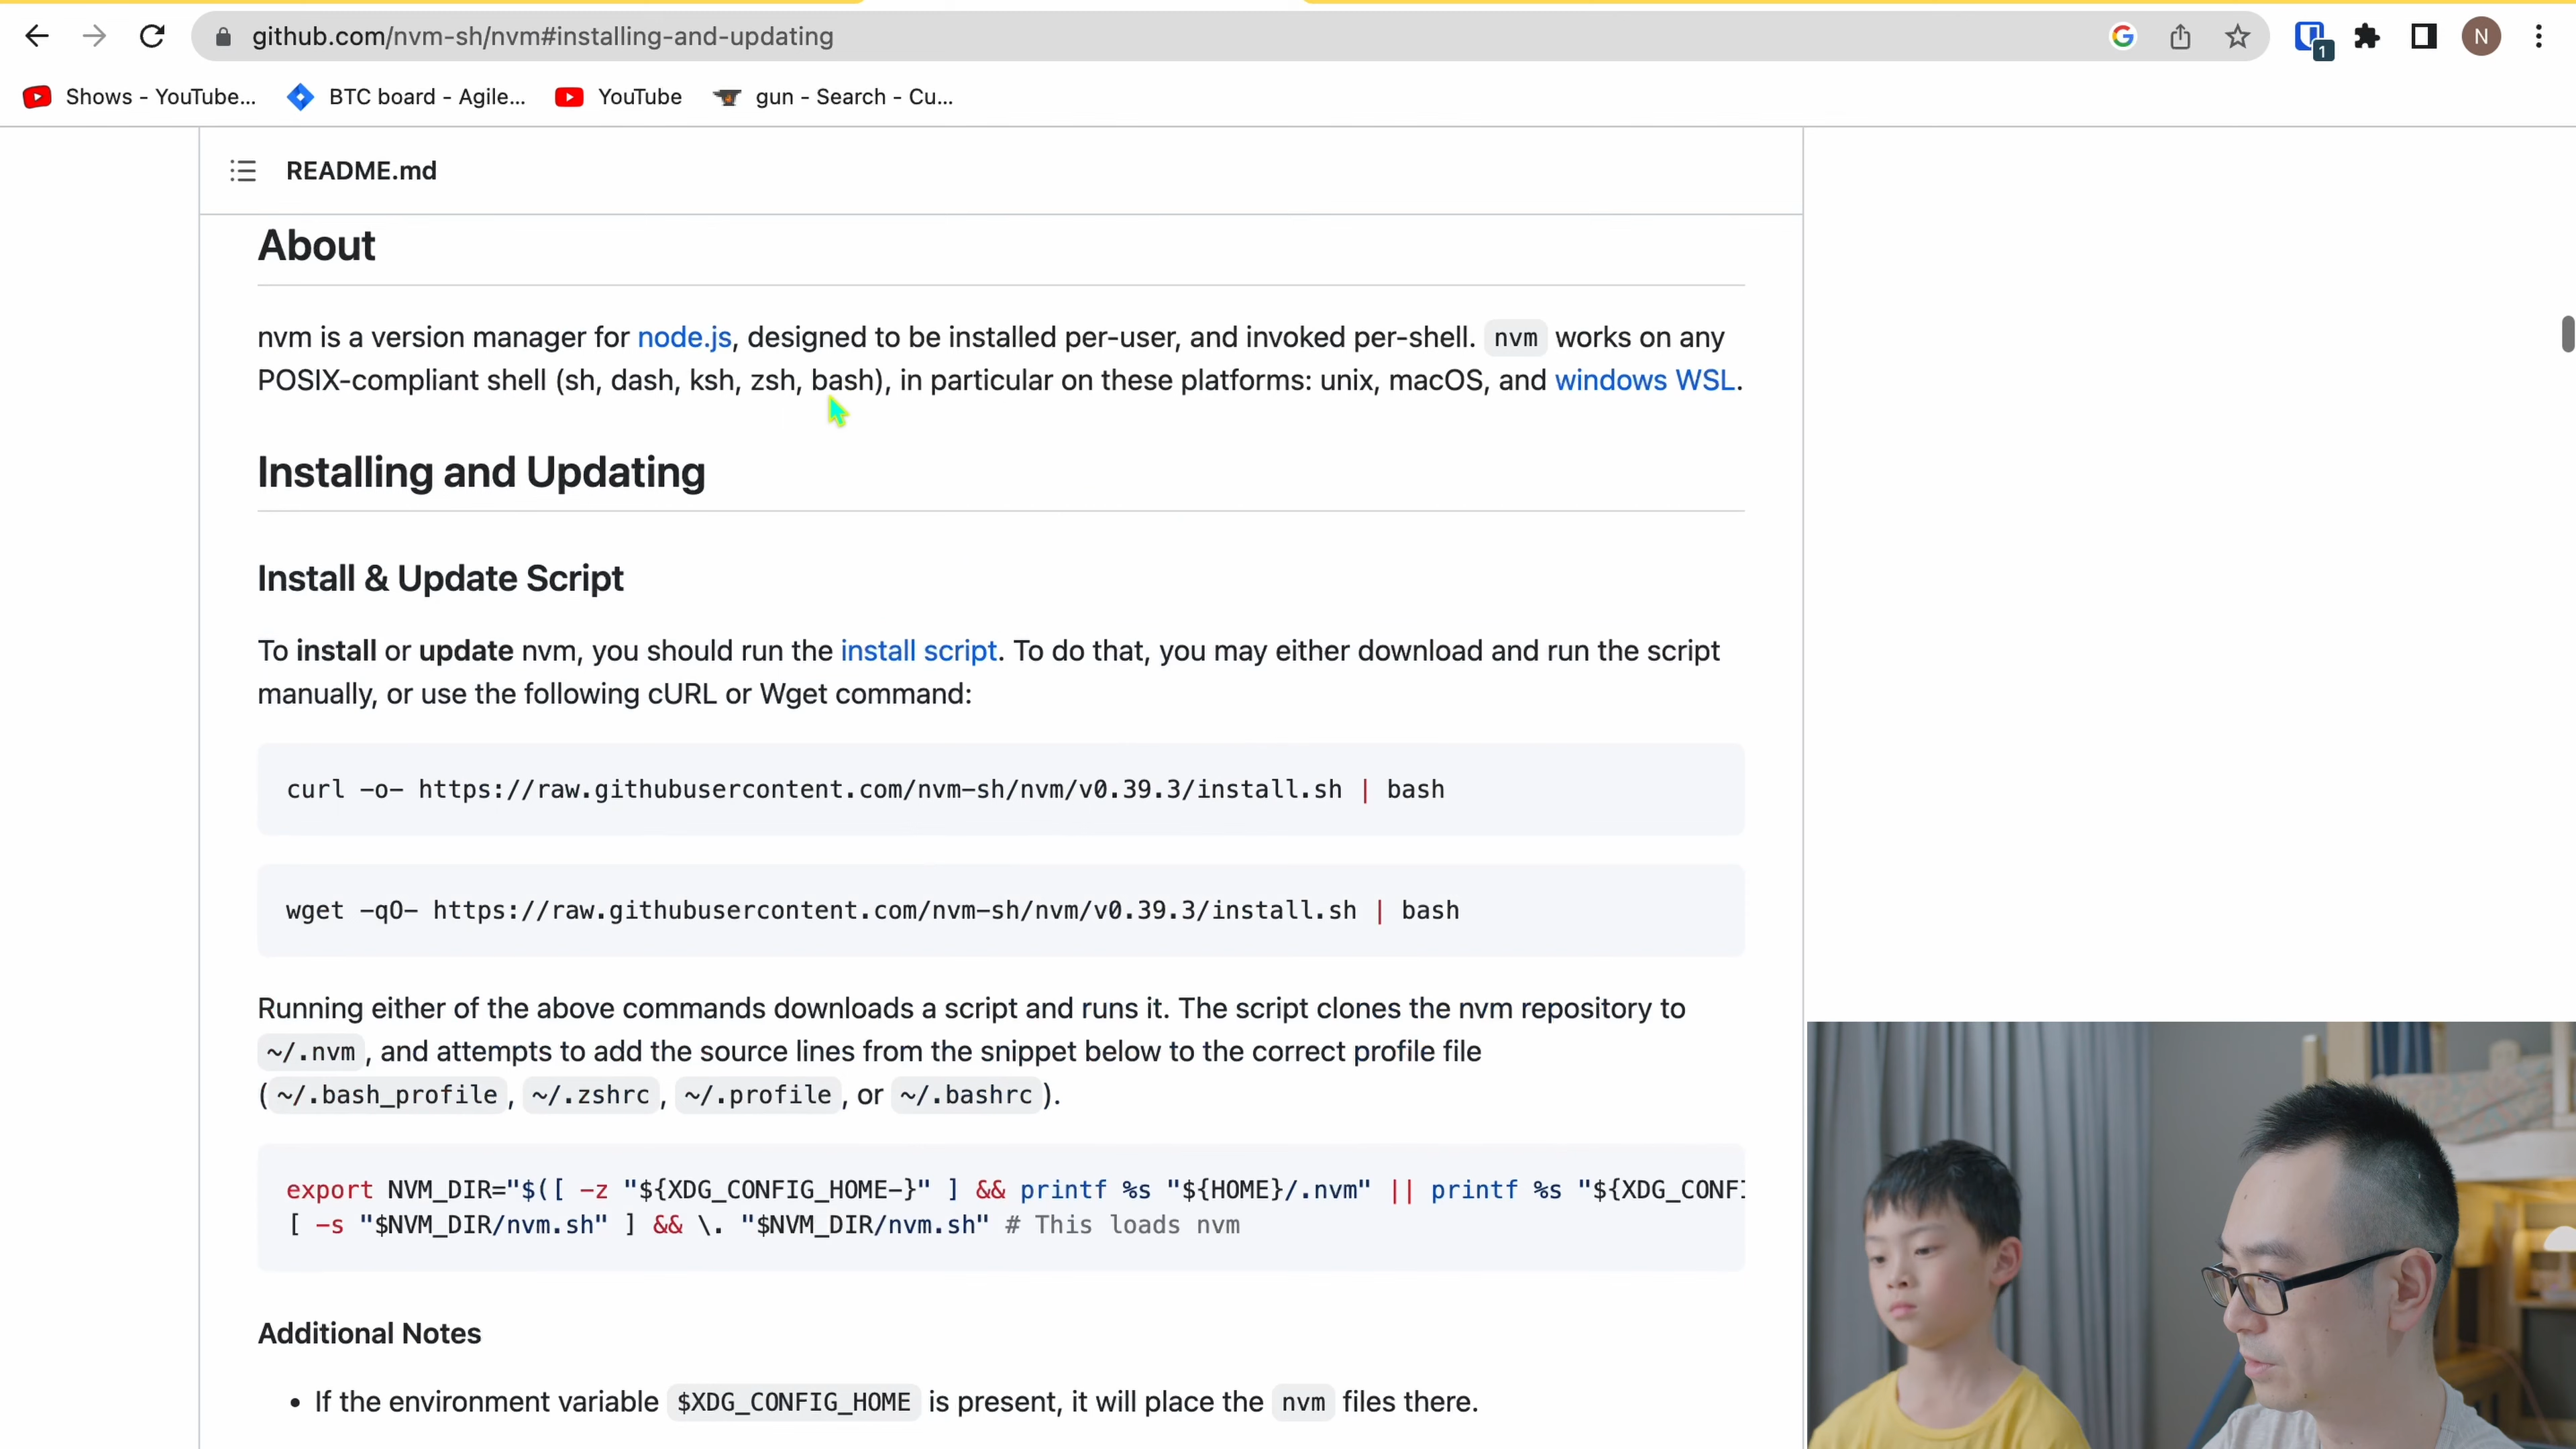 github.com/nvm-sh/nvm#installing-and-updating
1
N
Shows - YouTube...
BTC board - Agile...
YouTube
gun - Search - Cu...
README.md
About
nvm is a version manager for node.js, designed to be installed per-user, and invoked per-shell. nvm works on any
POSIX-compliant shell (sh, dash, ksh, zsh, bash), in particular on these platforms: unix, macOS, and windows WSL.
Installing and Updating
Install & Update Script
To install or update nvm, you should run the install script. To do that, you may either download and run the script
manually, or use the following cURL or Wget command:
curl -o- https://raw.githubusercontent.com/nvm-sh/nvm/v0.39.3/install.sh | bash
wget -qO- https://raw.githubusercontent.com/nvm-sh/nvm/v0.39.3/install.sh | bash
Running either of the above commands downloads a script and runs it. The script clones the nvm repository to
~/.nvm, and attempts to add the source lines from the snippet below to the correct profile file
(~/.bash_profile, ~/.zshrc, ~/.profile, or ~/.bashrc).
export NVM_DIR="$([ -z "${XDG_CONFIG_HOME-}" ] && printf %s "${HOME}/.nvm" || printf %s "${XDG_CONFI
[ -s "$NVM_DIR/nvm.sh" ] && \. "$NVM_DIR/nvm.sh" # This loads nvm
Additional Notes
• If the environment variable $XDG_CONFIG_HOME is present, it will place the nvm files there.